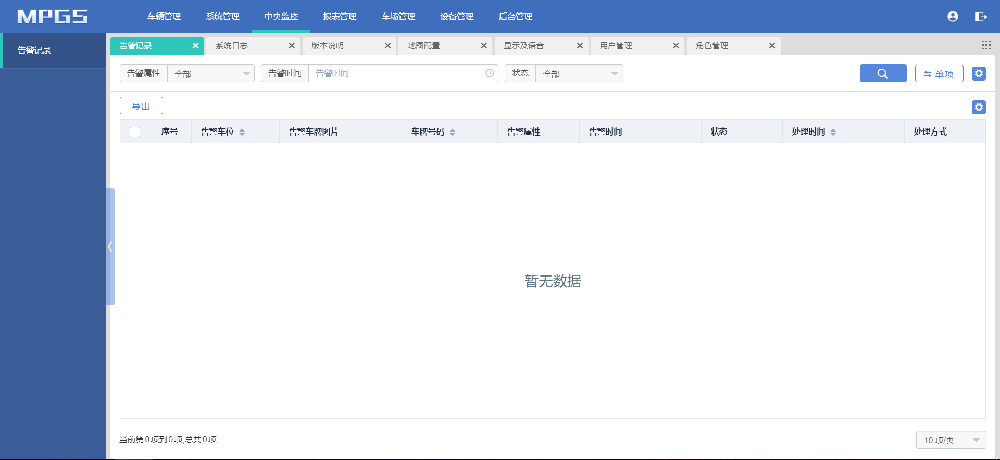 MPGS 车辆管理 系统管理 中央监控 报表管理 车场管理 设备管理 后台管理
告警记录
告警记录 系统日志 版本说明 地图配置 显示及语音 用户管理 角色管理
告警属性 全部 告警时间 告警时间 状态 全部 单项
导出
序号 告警车位 告警车牌图片 车牌号码 告警属性 告警时间 状态 处理时间 处理方式
暂无数据
当前第0项到0项,总共0项 10 项/页